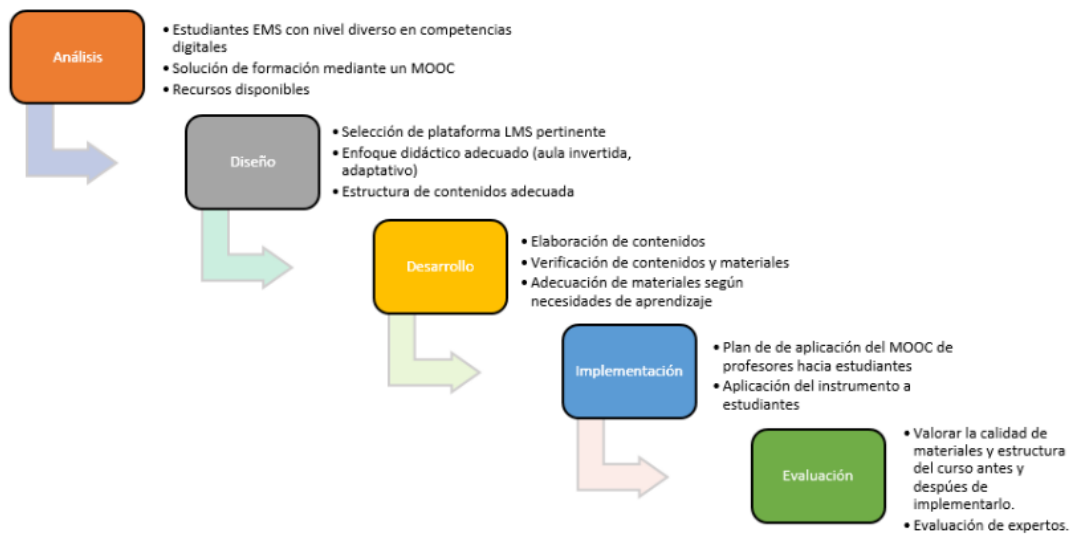 Análisis
• Estudiantes EMS con nivel diverso en competencias
digitales
• Solución de formación mediante un MOOC
• Recursos disponibles
Diseño
• Selección de plataforma LMS pertinente
• Enfoque didáctico adecuado (aula invertida,
adaptativo)
• Estructura de contenidos adecuada
Desarrollo
• Elaboración de contenidos
• Verificación de contenidos y materiales
• Adecuación de materiales según
necesidades de aprendizaje
Implementación
• Plan de de aplicación del MOOC de
profesores hacia estudiantes
• Aplicación del instrumento a
estudiantes
Evaluación
• Valorar la calidad de
materiales y estructura
del curso antes y
despúes de
implementarlo.
• Evaluación de expertos.